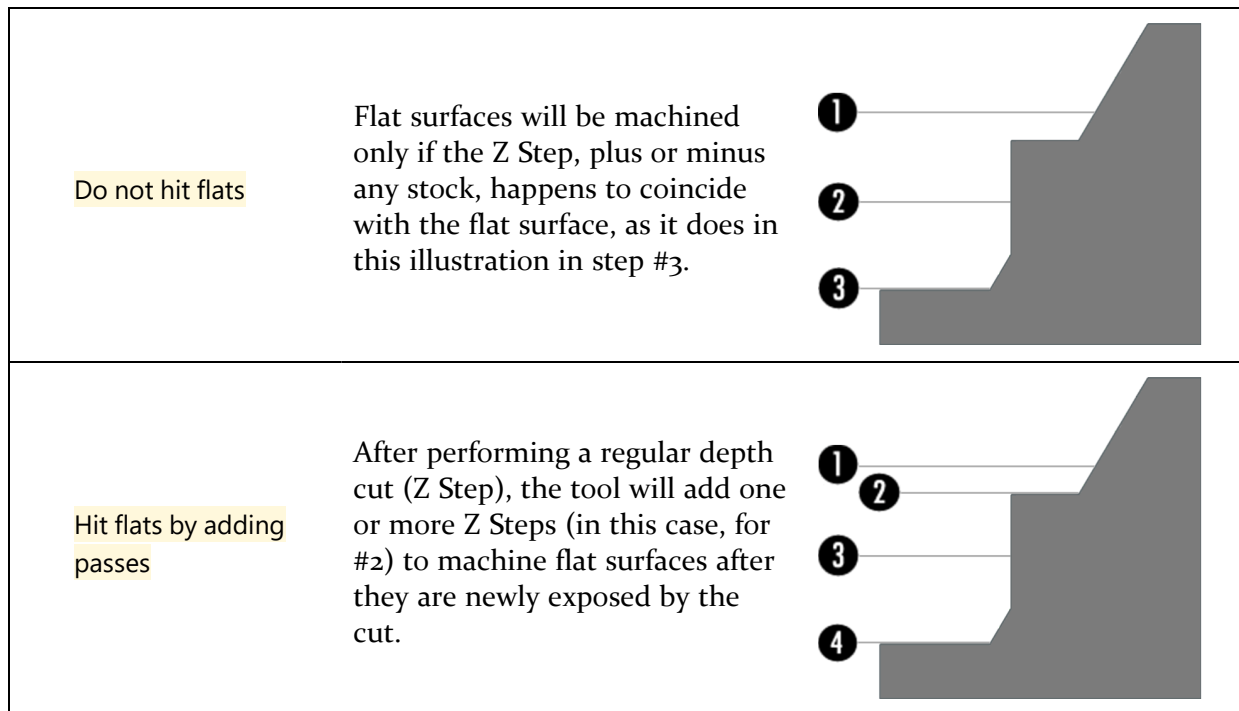 Do not hit flats
Flat surfaces will be machined
only if the Z Step, plus or minus
any stock, happens to coincide
with the flat surface, as it does in
this illustration in step #3.
1
2
3
Hit flats by adding
passes
After performing a regular depth
cut (Z Step), the tool will add one
or more Z Steps (in this case, for
#2) to machine flat surfaces after
they are newly exposed by the
cut.
1
2
3
4